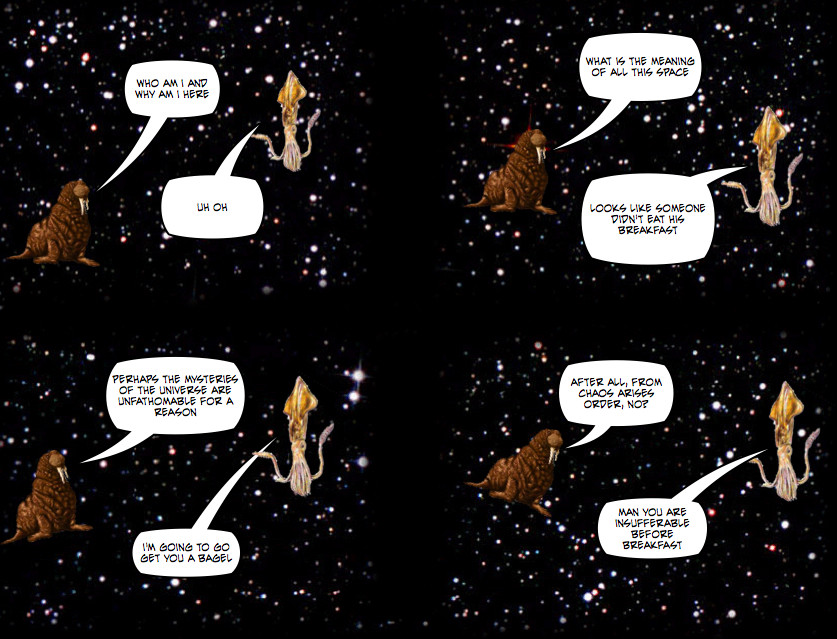 WHO AM I AND
WHY AM I HERE
UH OH
WHAT IS THE MEANING
OF ALL THIS SPACE
LOOKS LIKE SOMEONE
DIDN'T EAT HIS
BREAKFAST
PERHAPS THE MYSTERIES
OF THE UNIVERSE ARE
UNFATHOMABLE FOR A
REASON
I'M GOING TO GO
GET YOU A BAGEL
AFTER ALL, FROM
CHAOS ARISES
ORDER, NO?
MAN YOU ARE
INSUFFERABLE
BEFORE
BREAKFAST